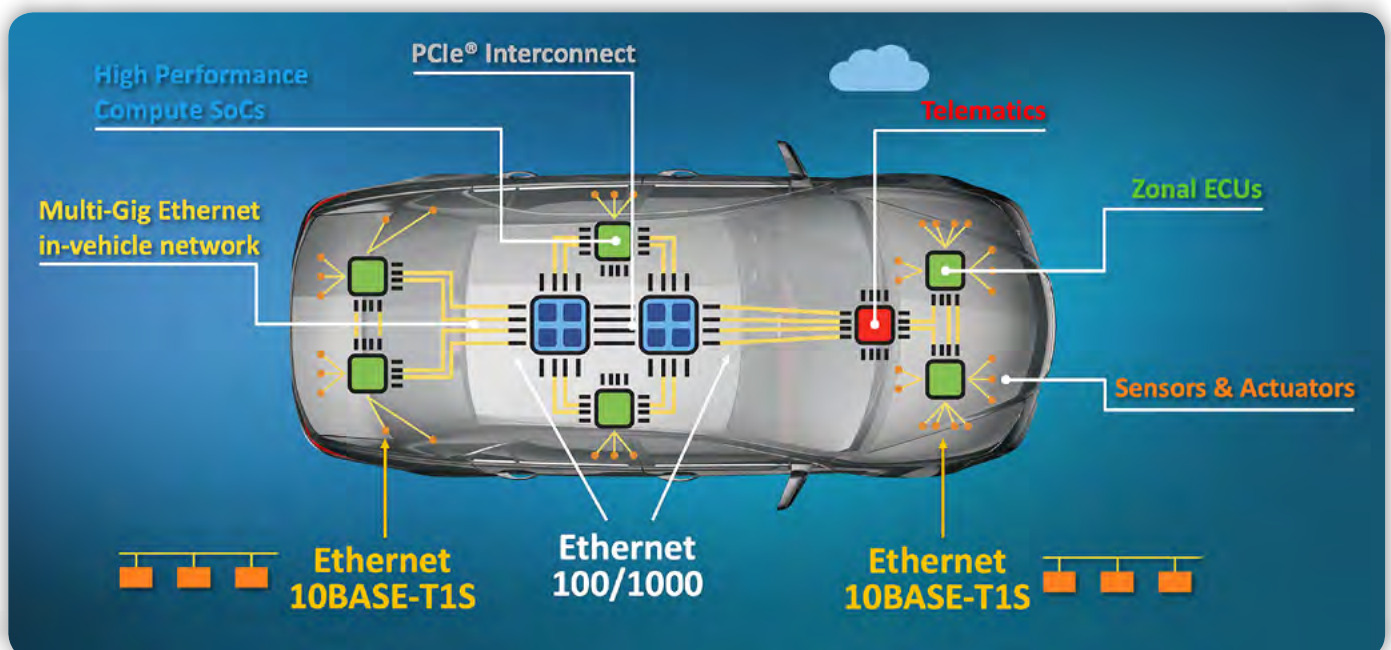 PCIe® Interconnect
High Performance
Compute SoCs
Telematics
Zonal ECUs
Multi-Gig Ethernet
in-vehicle network
Sensors & Actuators
Ethernet
10BASE-T1S
Ethernet
100/1000
Ethernet
10BASE-T1S